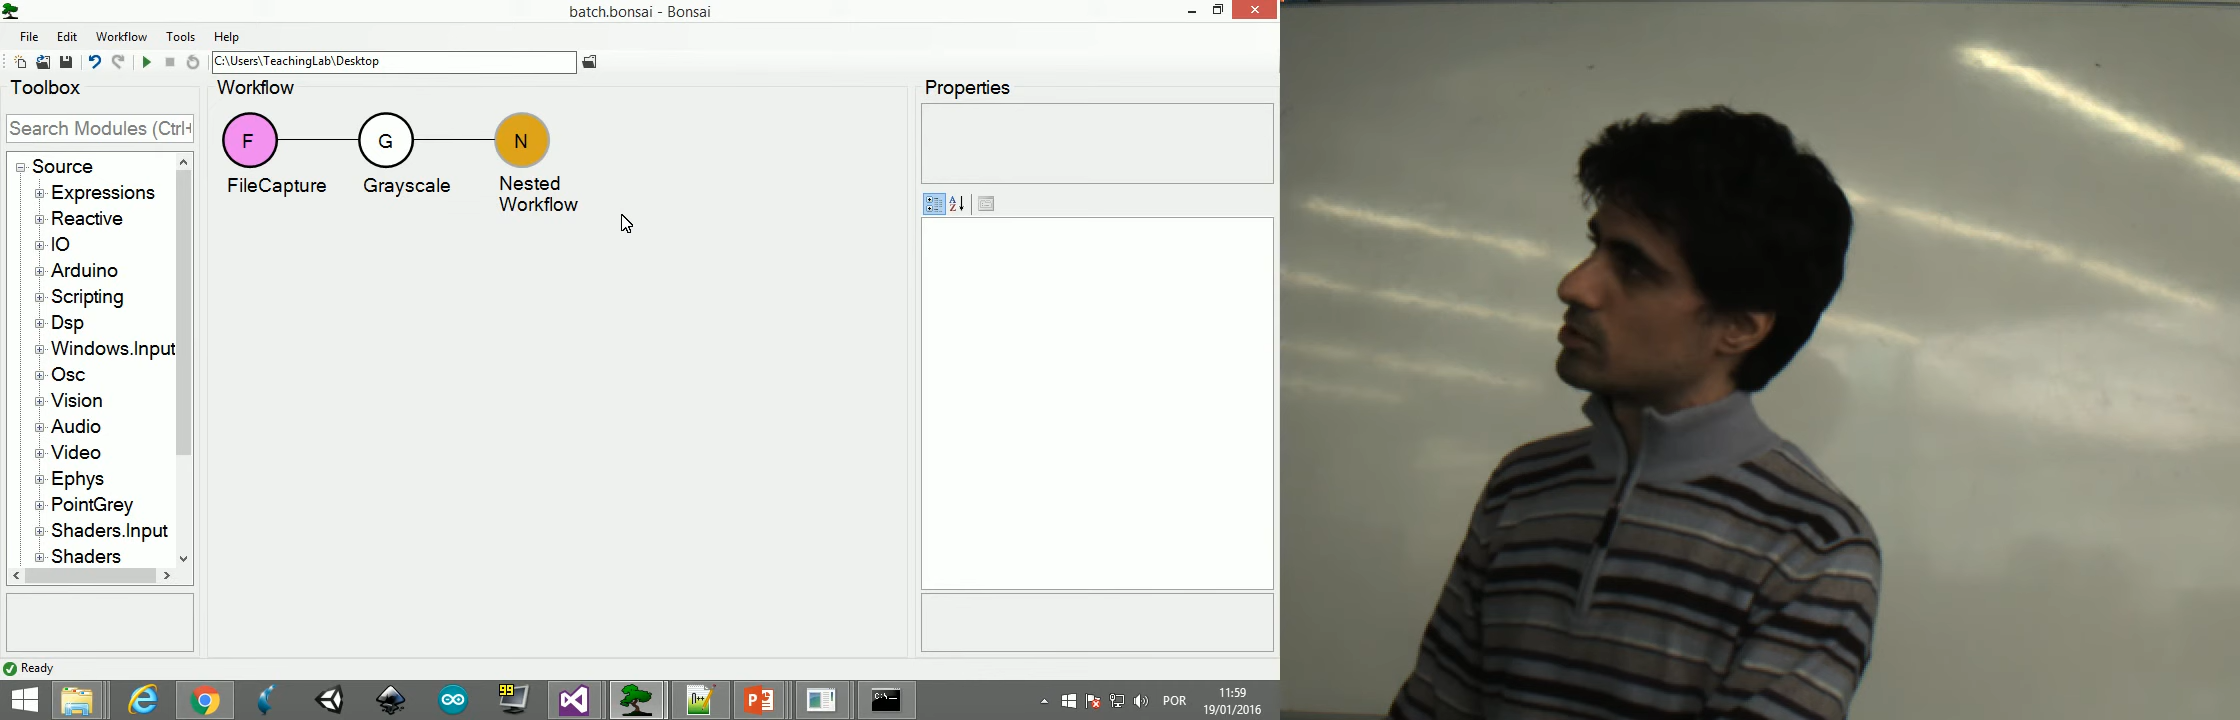 batch.bonsai - Bonsai
File Edit Workflow Tools Help
C:\Users\TeachingLab\Desktop
Toolbox
Search Modules (Ctrl+
Source
Expressions
Reactive
IO
Arduino
Scripting
Dsp
Windows.Input
Osc
Vision
Audio
Video
Ephys
PointGrey
Shaders.Input
Shaders
Workflow
F
G
N
FileCapture
Grayscale
Nested
Workflow
Properties
A
Z
Ready
99
C:\
POR
11:59
19/01/2016